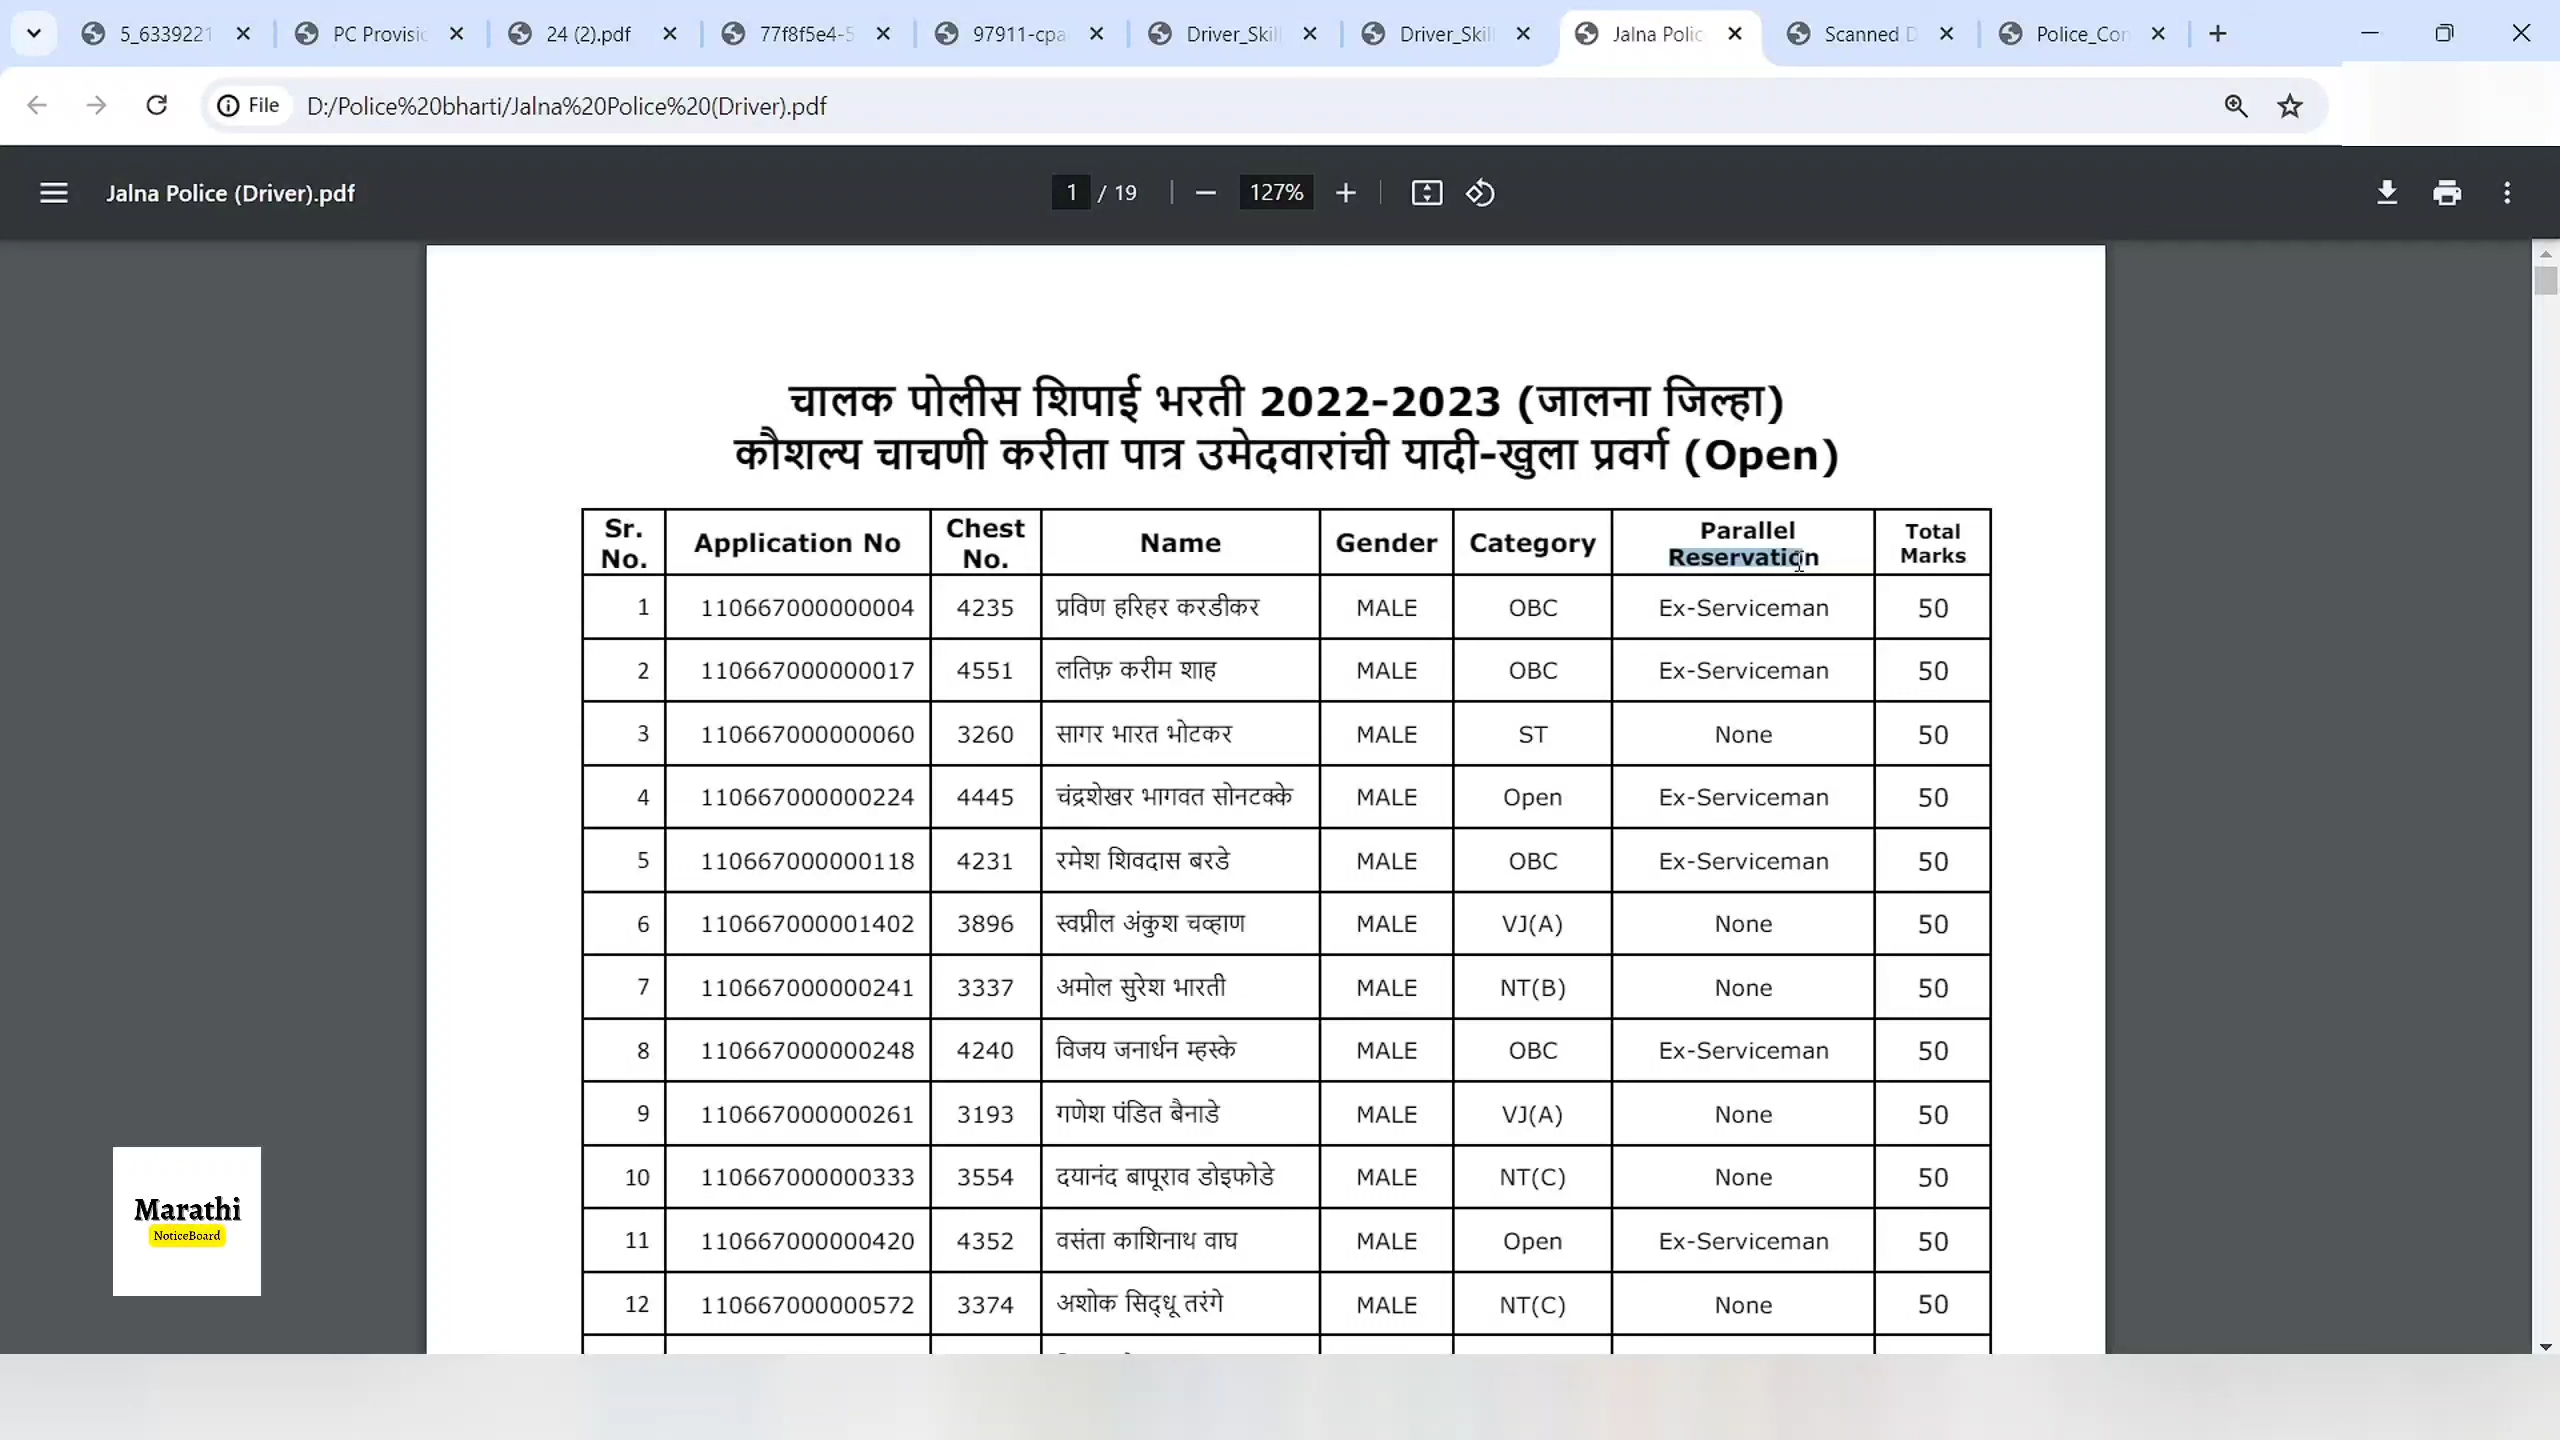 5_6339221
PC Provisi
24 (2).pdf
77f8f5e4-5
97911-cpa
Driver_Skil
Driver_Skil
Jalna Polic
Scanned D
Police_Con
File
D:/Police%20bharti/Jalna%20Police%20(Driver).pdf
Jalna Police (Driver).pdf
1 / 19
127%
चालक पोलीस शिपाई भरती 2022-2023 (जालना जिल्हा)
कौशल्य चाचणी करीता पात्र उमेदवारांची यादी-खुला प्रवर्ग (Open)
Sr. No. Application No Chest No. Name Gender Category Parallel Reservation Total Marks
1 110667000000004 4235 प्रविण हरिहर करडीकर MALE OBC Ex-Serviceman 50
2 110667000000017 4551 लतिफ़ करीम शाह MALE OBC Ex-Serviceman 50
3 110667000000060 3260 सागर भारत भोटकर MALE ST None 50
4 110667000000224 4445 चंद्रशेखर भागवत सोनटक्के MALE Open Ex-Serviceman 50
5 110667000000118 4231 रमेश शिवदास बरडे MALE OBC Ex-Serviceman 50
6 110667000001402 3896 स्वप्नील अंकुश चव्हाण MALE VJ(A) None 50
7 110667000000241 3337 अमोल सुरेश भारती MALE NT(B) None 50
8 110667000000248 4240 विजय जनार्धन म्हस्के MALE OBC Ex-Serviceman 50
9 110667000000261 3193 गणेश पंडित बैनाडे MALE VJ(A) None 50
10 110667000000333 3554 दयानंद बापूराव डोइफोडे MALE NT(C) None 50
11 110667000000420 4352 वसंता काशिनाथ वाघ MALE Open Ex-Serviceman 50
12 110667000000572 3374 अशोक सिद्धू तरंगे MALE NT(C) None 50
Marathi
NoticeBoard